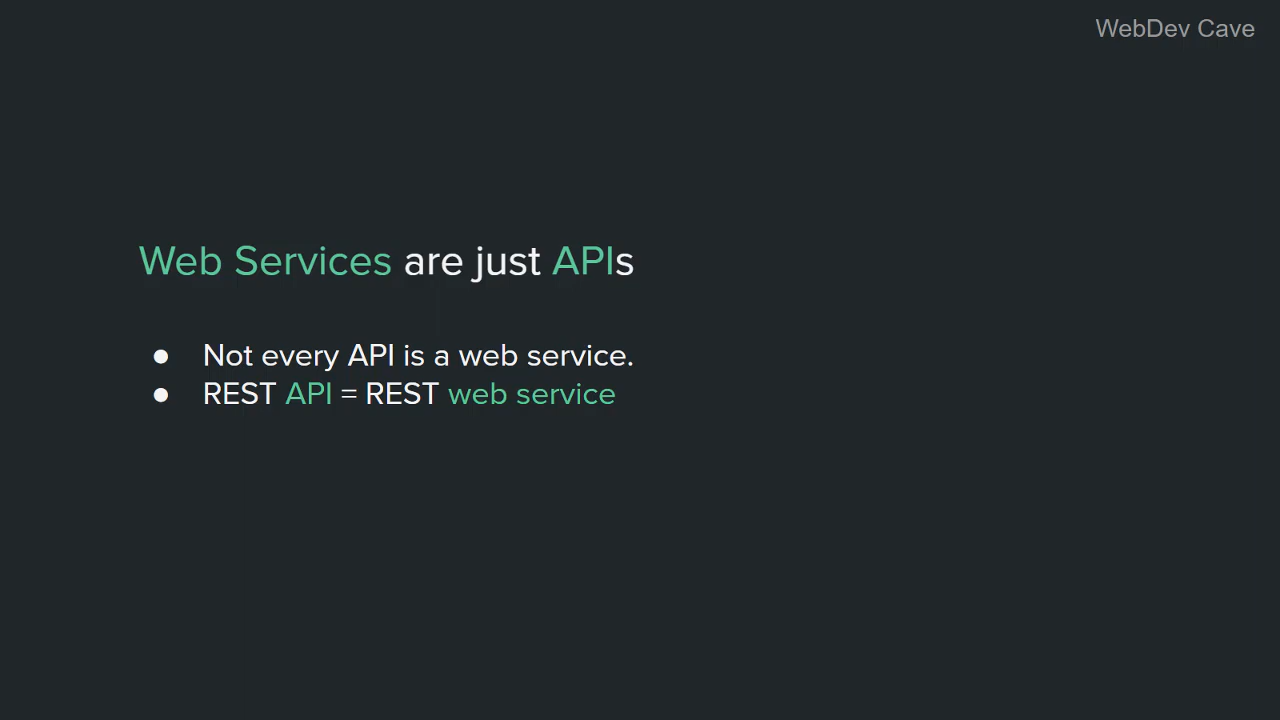 WebDev Cave
Web Services are just APIs
● Not every API is a web service.
● REST API = REST web service